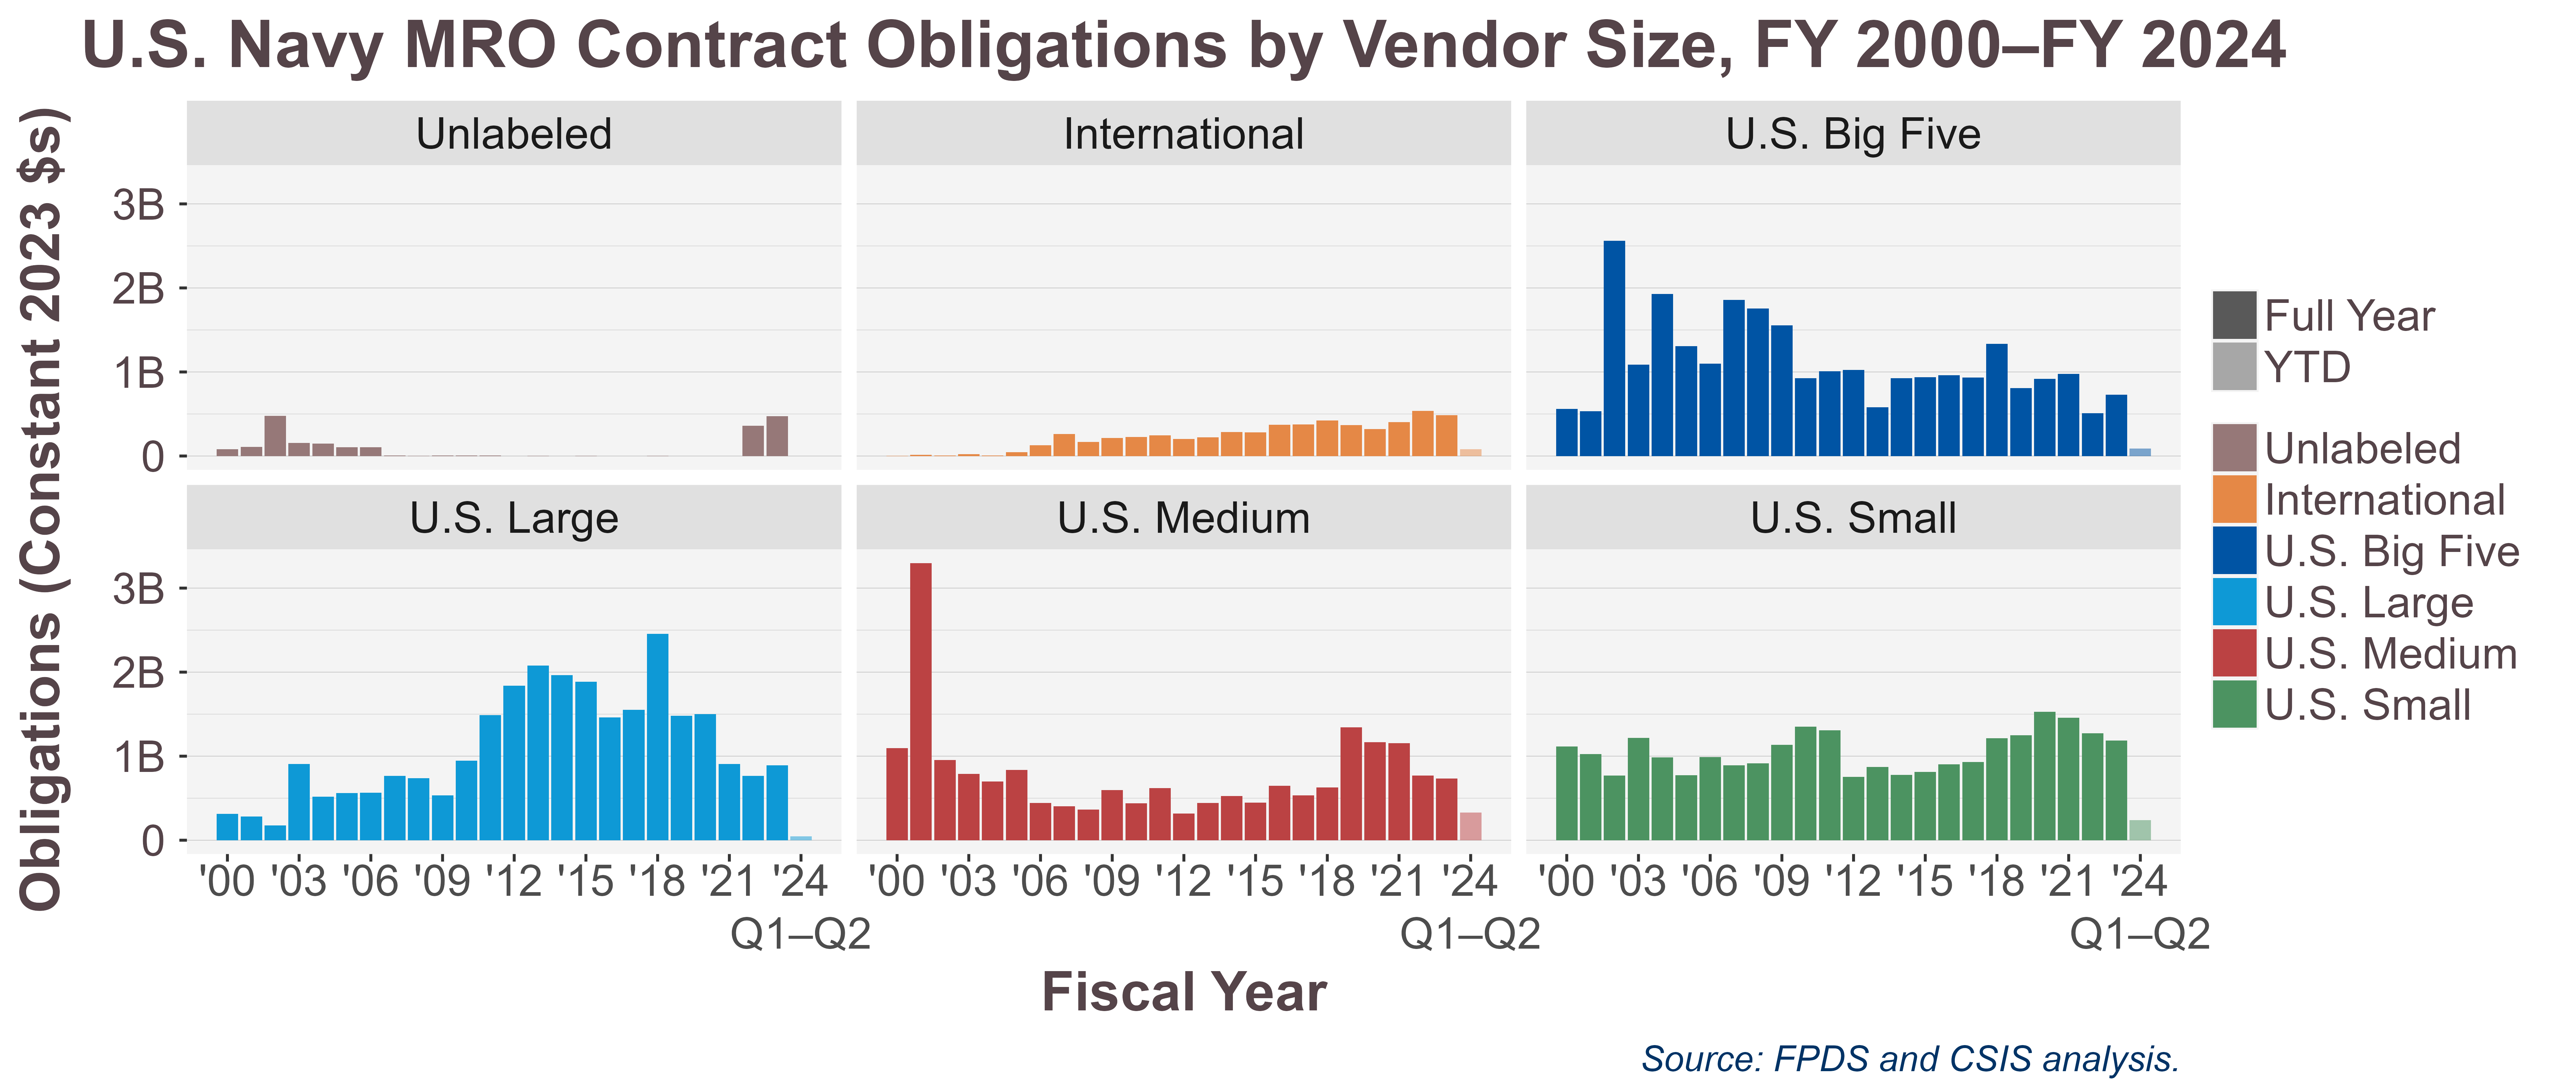 U.S. Navy MRO Contract Obligations by Vendor Size, FY 2000–FY 2024
Obligations (Constant 2023 $s)
Unlabeled
International
U.S. Big Five
3B
2B
1B
0
U.S. Large
U.S. Medium
U.S. Small
3B
2B
1B
0
'00 '03 '06 '09 '12 '15 '18 '21 '24
Q1–Q2
'00 '03 '06 '09 '12 '15 '18 '21 '24
Q1–Q2
'00 '03 '06 '09 '12 '15 '18 '21 '24
Q1–Q2
Fiscal Year
Full Year
YTD
Unlabeled
International
U.S. Big Five
U.S. Large
U.S. Medium
U.S. Small
Source: FPDS and CSIS analysis.